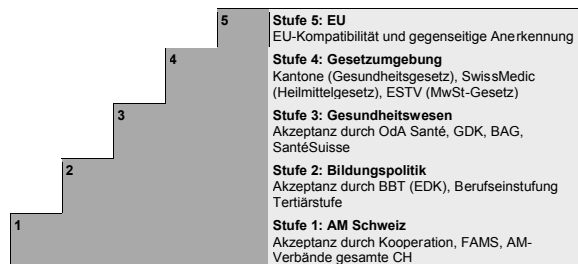 5
Stufe 5: EU
EU-Kompatibilität und gegenseitige Anerkennung
4
Stufe 4: Gesetzumgebung
Kantone (Gesundheitsgesetz), SwissMedic
(Heilmittelgesetz), ESTV (MwSt-Gesetz)
3
Stufe 3: Gesundheitswesen
Akzeptanz durch OdA Santé, GDK, BAG,
SantéSuisse
2
Stufe 2: Bildungspolitik
Akzeptanz durch BBT (EDK), Berufseinstufung
Tertiärstufe
1
Stufe 1: AM Schweiz
Akzeptanz durch Kooperation, FAMS, AM-
Verbände gesamte CH